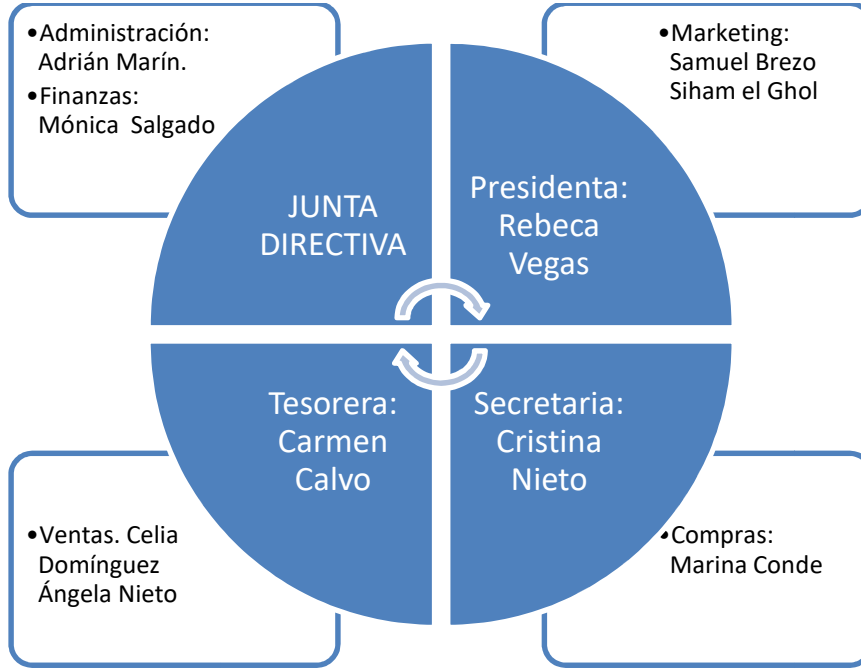 •Administración:
Adrián Marín.
•Finanzas:
Mónica Salgado
•Marketing:
Samuel Brezo
Siham el Ghol
JUNTA
DIRECTIVA
Presidenta:
Rebeca
Vegas
Tesorera:
Carmen
Calvo
Secretaria:
Cristina
Nieto
•Ventas. Celia
Domínguez
Ángela Nieto
•Compras:
Marina Conde